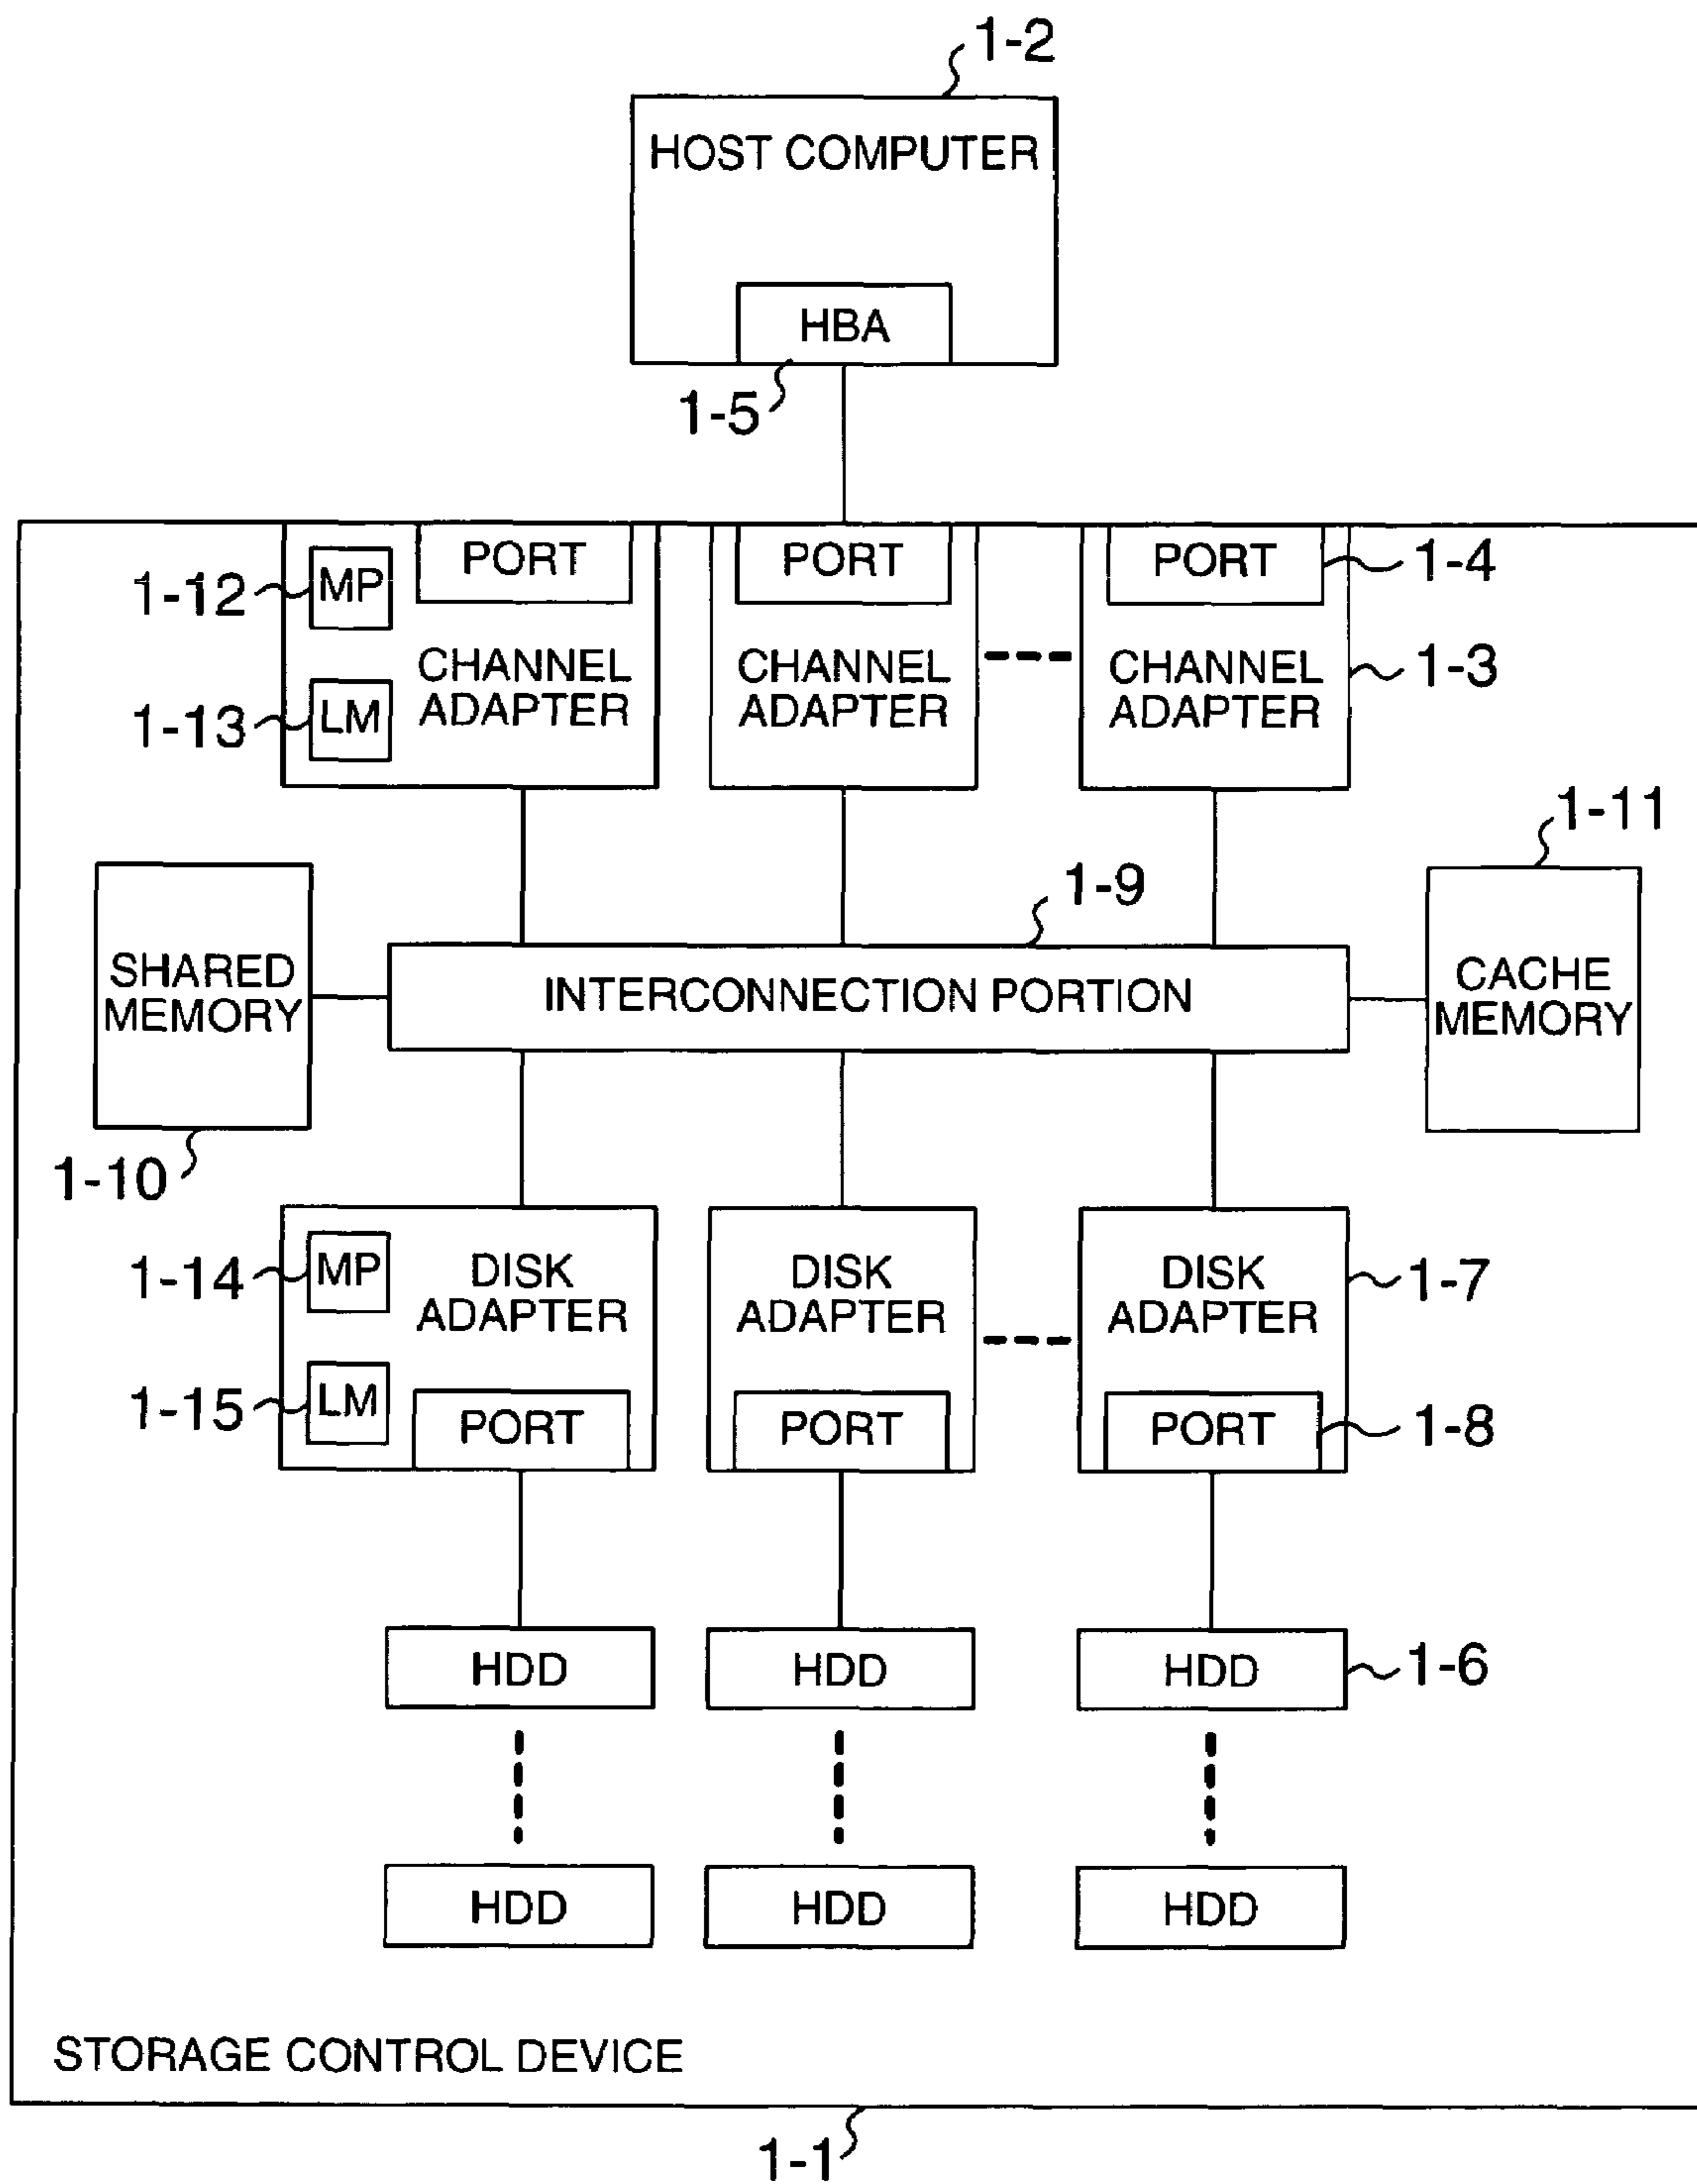 1-2
HOST COMPUTER
HBA
1-5
PORT
PORT
PORT
1-4
1-12
MP
CHANNEL
ADAPTER
CHANNEL
ADAPTER
CHANNEL
ADAPTER
1-3
1-13
LM
1-11
1-9
SHARED
MEMORY
INTERCONNECTION PORTION
CACHE
MEMORY
1-10
1-14
MP
DISK
ADAPTER
DISK
ADAPTER
DISK
ADAPTER
1-7
1-15
LM
PORT
PORT
PORT
1-8
HDD
HDD
HDD
1-6
HDD
HDD
HDD
STORAGE CONTROL DEVICE
1-1